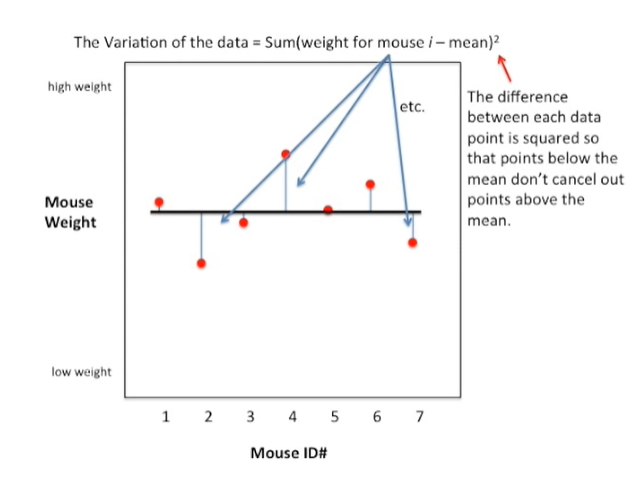 The Variation of the data = Sum(weight for mouse i – mean)²
high weight
etc.
The difference
between each data
point is squared so
that points below the
mean don't cancel out
points above the
mean.
Mouse
Weight
low weight
1 2 3 4 5 6 7
Mouse ID#